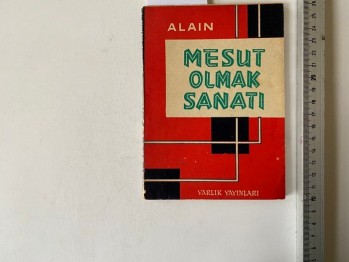 ALAIN
MESUT
OLMAK
SANATI
VARLIK YAYINLARI